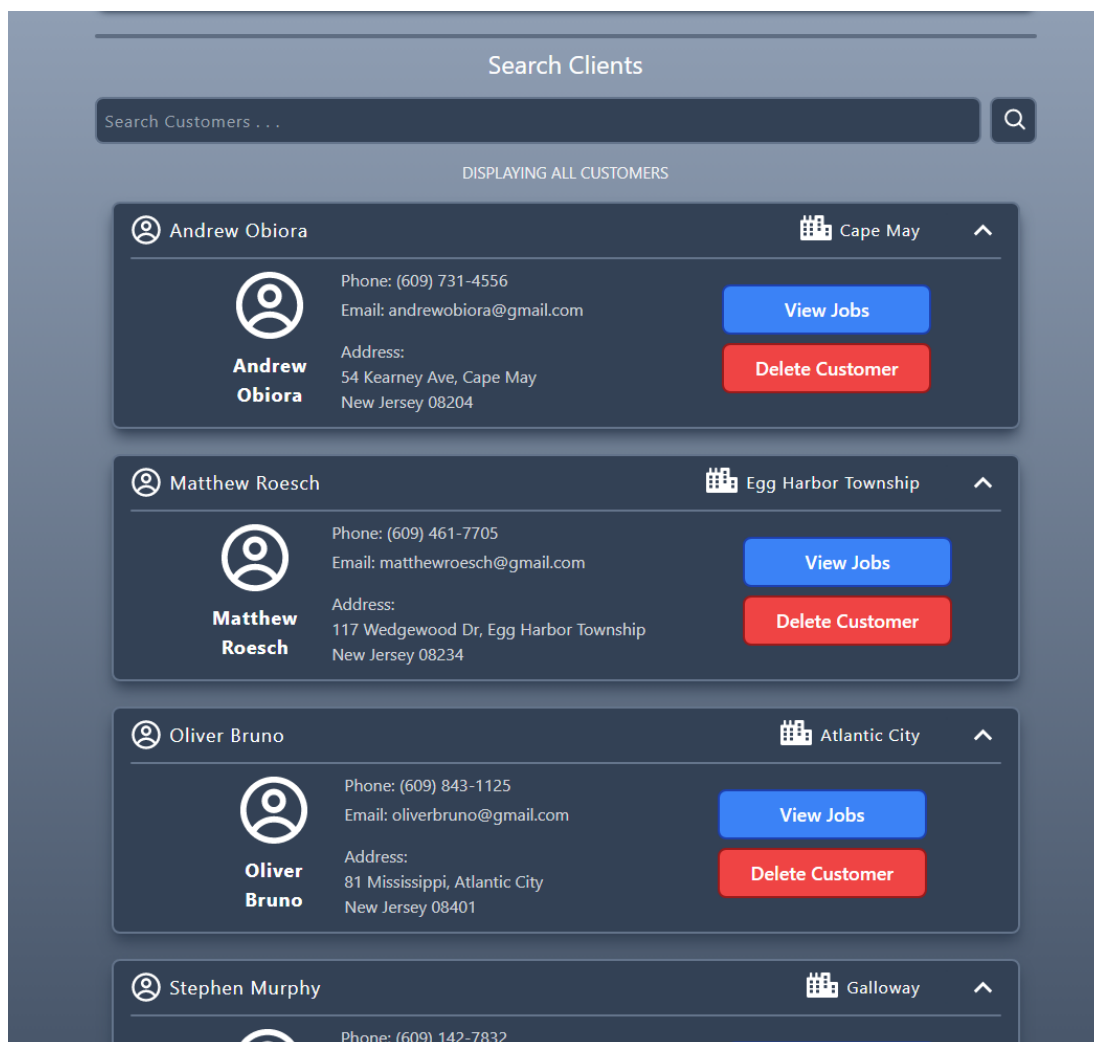 Search Clients
Search Customers . . .
DISPLAYING ALL CUSTOMERS
Andrew Obiora
Cape May
Andrew
Obiora
Phone: (609) 731-4556
Email: andrewobiora@gmail.com
Address:
54 Kearney Ave, Cape May
New Jersey 08204
View Jobs
Delete Customer
Matthew Roesch
Egg Harbor Township
Matthew
Roesch
Phone: (609) 461-7705
Email: matthewroesch@gmail.com
Address:
117 Wedgewood Dr, Egg Harbor Township
New Jersey 08234
View Jobs
Delete Customer
Oliver Bruno
Atlantic City
Oliver
Bruno
Phone: (609) 843-1125
Email: oliverbruno@gmail.com
Address:
81 Mississippi, Atlantic City
New Jersey 08401
View Jobs
Delete Customer
Stephen Murphy
Galloway
Phone: (609) 142-7832